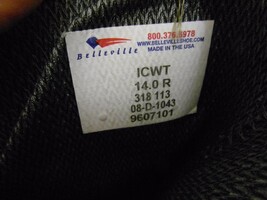 800.376.6978
WWW.BELLEVILLESHOE.COM
MADE IN THE USA
Belleville
ICWT
14.0 R
318 113
08-D-1043
9607101